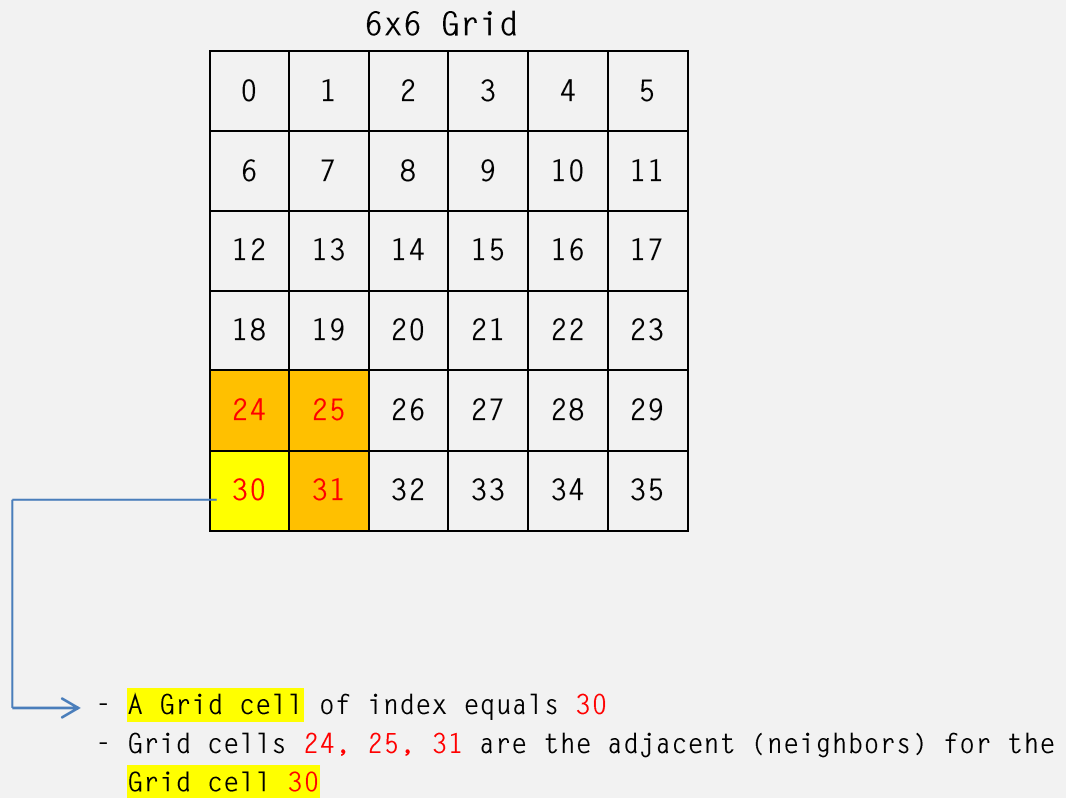 6x6 Grid
0 1 2 3 4 5
6 7 8 9 10 11
12 13 14 15 16 17
18 19 20 21 22 23
24 25 26 27 28 29
30 31 32 33 34 35
- A Grid cell of index equals 30
- Grid cells 24, 25, 31 are the adjacent (neighbors) for the
Grid cell 30